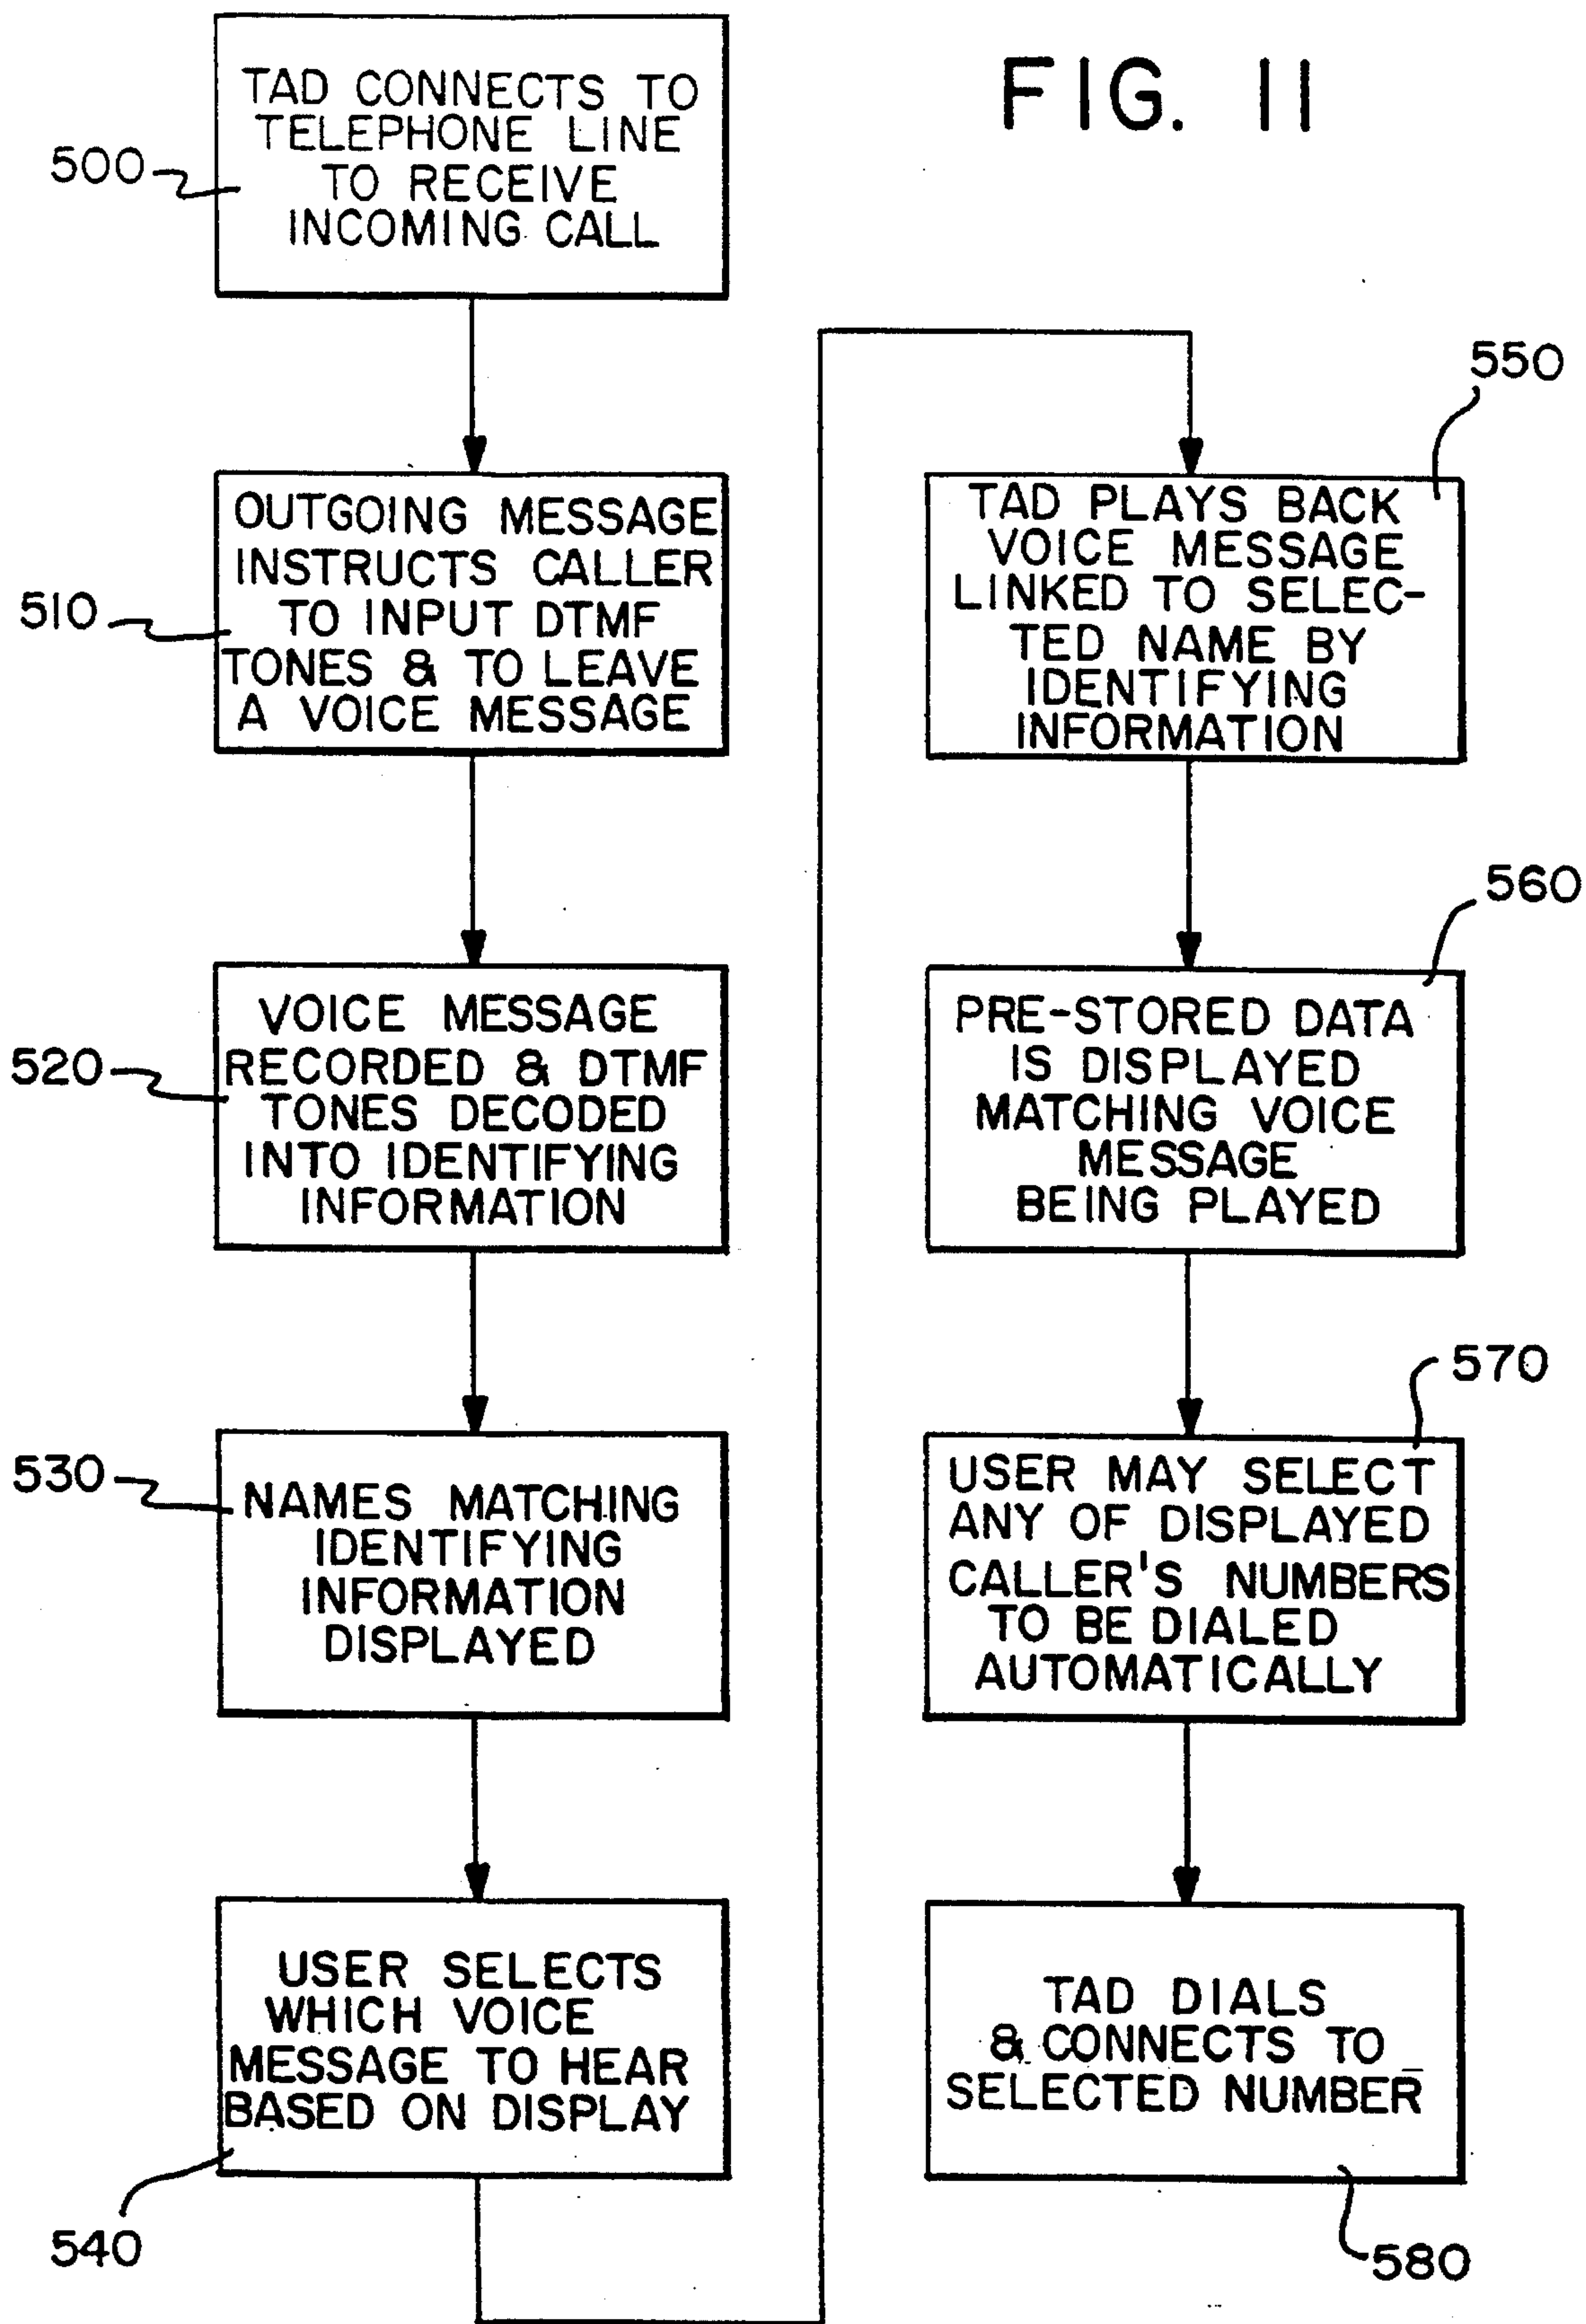 FIG. 11
500
TAD CONNECTS TO
TELEPHONE LINE
TO RECEIVE
INCOMING CALL
510
OUTGOING MESSAGE
INSTRUCTS CALLER
TO INPUT DTMF
TONES & TO LEAVE
A VOICE MESSAGE
520
VOICE MESSAGE
RECORDED & DTMF
TONES DECODED
INTO IDENTIFYING
INFORMATION
530
NAMES MATCHING
IDENTIFYING
INFORMATION
DISPLAYED
USER SELECTS
WHICH VOICE
MESSAGE TO HEAR
BASED ON DISPLAY
540
550
TAD PLAYS BACK
VOICE MESSAGE
LINKED TO SELEC-
TED NAME BY
IDENTIFYING
INFORMATION
560
PRE-STORED DATA
IS DISPLAYED
MATCHING VOICE
MESSAGE
BEING PLAYED
570
USER MAY SELECT
ANY OF DISPLAYED
CALLER'S NUMBERS
TO BE DIALED
AUTOMATICALLY
TAD DIALS
& CONNECTS TO
SELECTED NUMBER
580